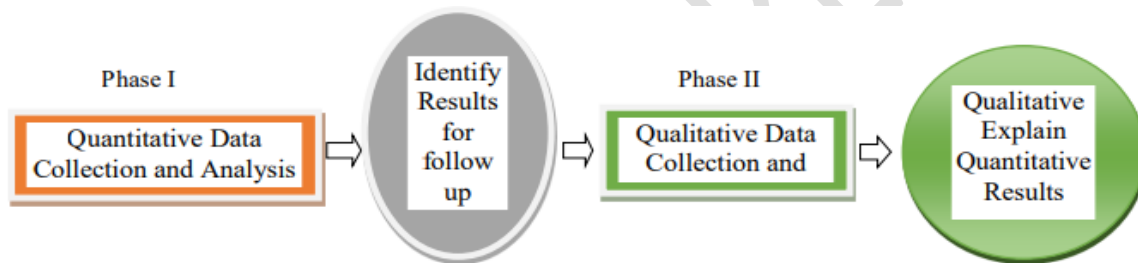 Phase I
Quantitative Data
Collection and Analysis
Identify
Results
for
follow
up
Phase II
Qualitative Data
Collection and
Qualitative
Explain
Quantitative
Results